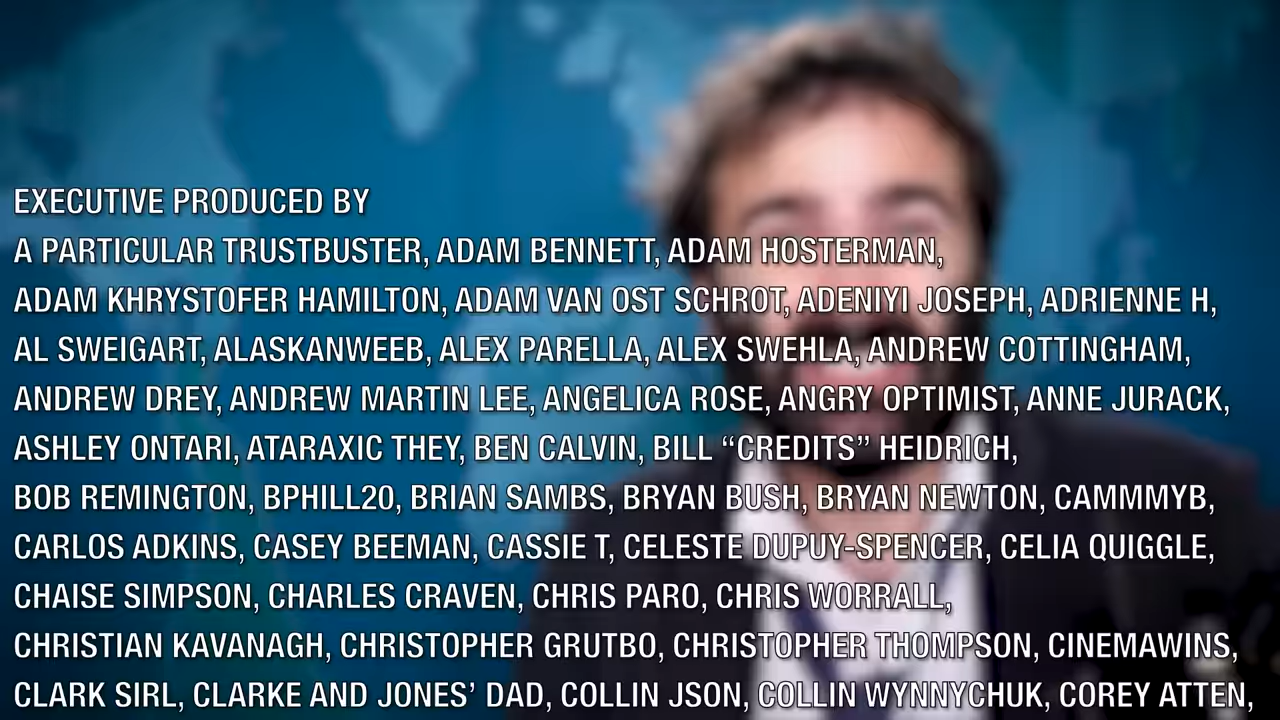 EXECUTIVE PRODUCED BY
A PARTICULAR TRUSTBUSTER, ADAM BENNETT, ADAM HOSTERMAN,
ADAM KHRYSTOFER HAMILTON, ADAM VAN OST SCHROT, ADENIYI JOSEPH, ADRIENNE H,
AL SWEIGART, ALASKANWEEB, ALEX PARELLA, ALEX SWEHLA, ANDREW COTTINGHAM,
ANDREW DREY, ANDREW MARTIN LEE, ANGELICA ROSE, ANGRY OPTIMIST, ANNE JURACK,
ASHLEY ONTARI, ATARAXIC THEY, BEN CALVIN, BILL “CREDITS” HEIDRICH,
BOB REMINGTON, BPHILL20, BRIAN SAMBS, BRYAN BUSH, BRYAN NEWTON, CAMMMYB,
CARLOS ADKINS, CASEY BEEMAN, CASSIE T, CELESTE DUPUY-SPENCER, CELIA QUIGGLE,
CHAISE SIMPSON, CHARLES CRAVEN, CHRIS PARO, CHRIS WORRALL,
CHRISTIAN KAVANAGH, CHRISTOPHER GRUTBO, CHRISTOPHER THOMPSON, CINEMAWINS,
CLARK SIRL, CLARKE AND JONES’ DAD, COLLIN JSON, COLLIN WYNNYCHUK, COREY ATTEN,